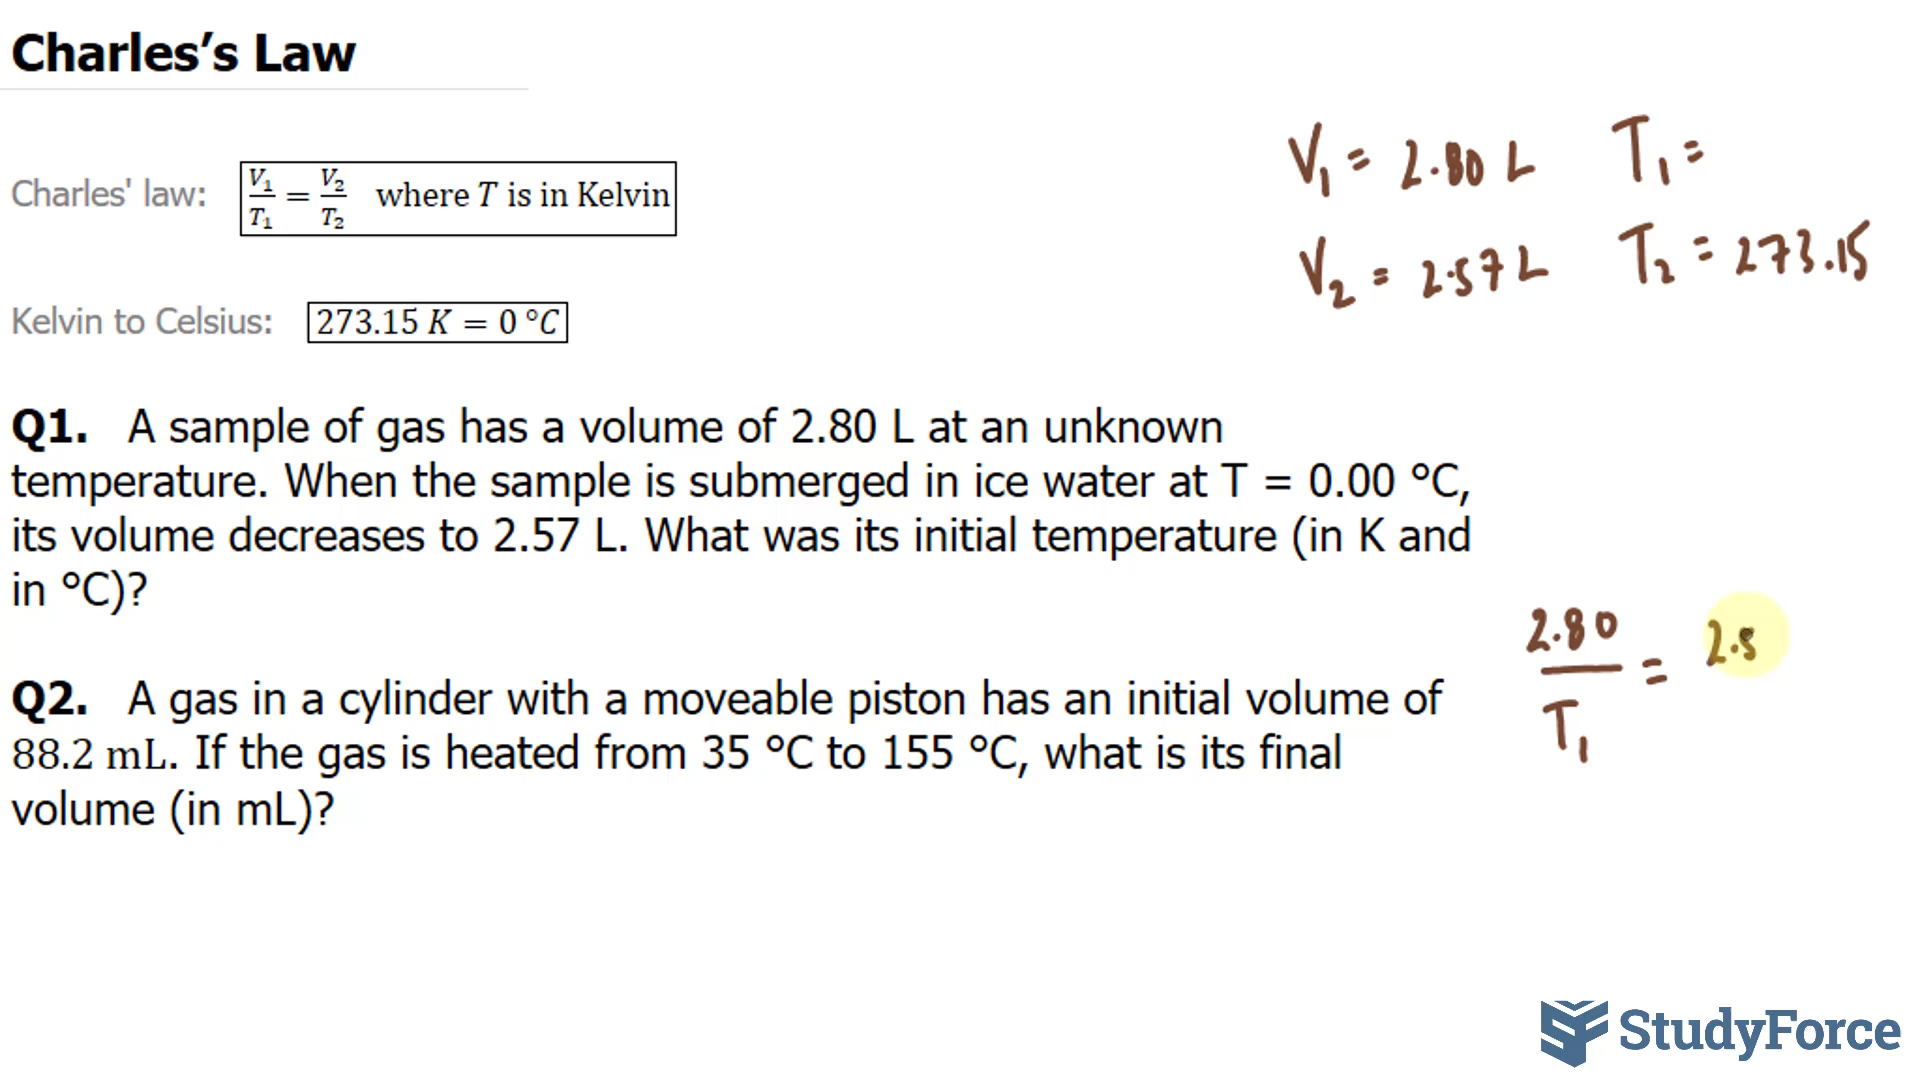 Charles’s Law
Charles' law: V₁/T₁ = V₂/T₂ where T is in Kelvin
V₁ = 2.80 L T₁ =
V₂ = 2.57 L T₂ = 273.15
Kelvin to Celsius: 273.15 K = 0 °C
Q1. A sample of gas has a volume of 2.80 L at an unknown
temperature. When the sample is submerged in ice water at T = 0.00 °C,
its volume decreases to 2.57 L. What was its initial temperature (in K and
in °C)?
2.80/T₁ = 2.5
Q2. A gas in a cylinder with a moveable piston has an initial volume of
88.2 mL. If the gas is heated from 35 °C to 155 °C, what is its final
volume (in mL)?
StudyForce